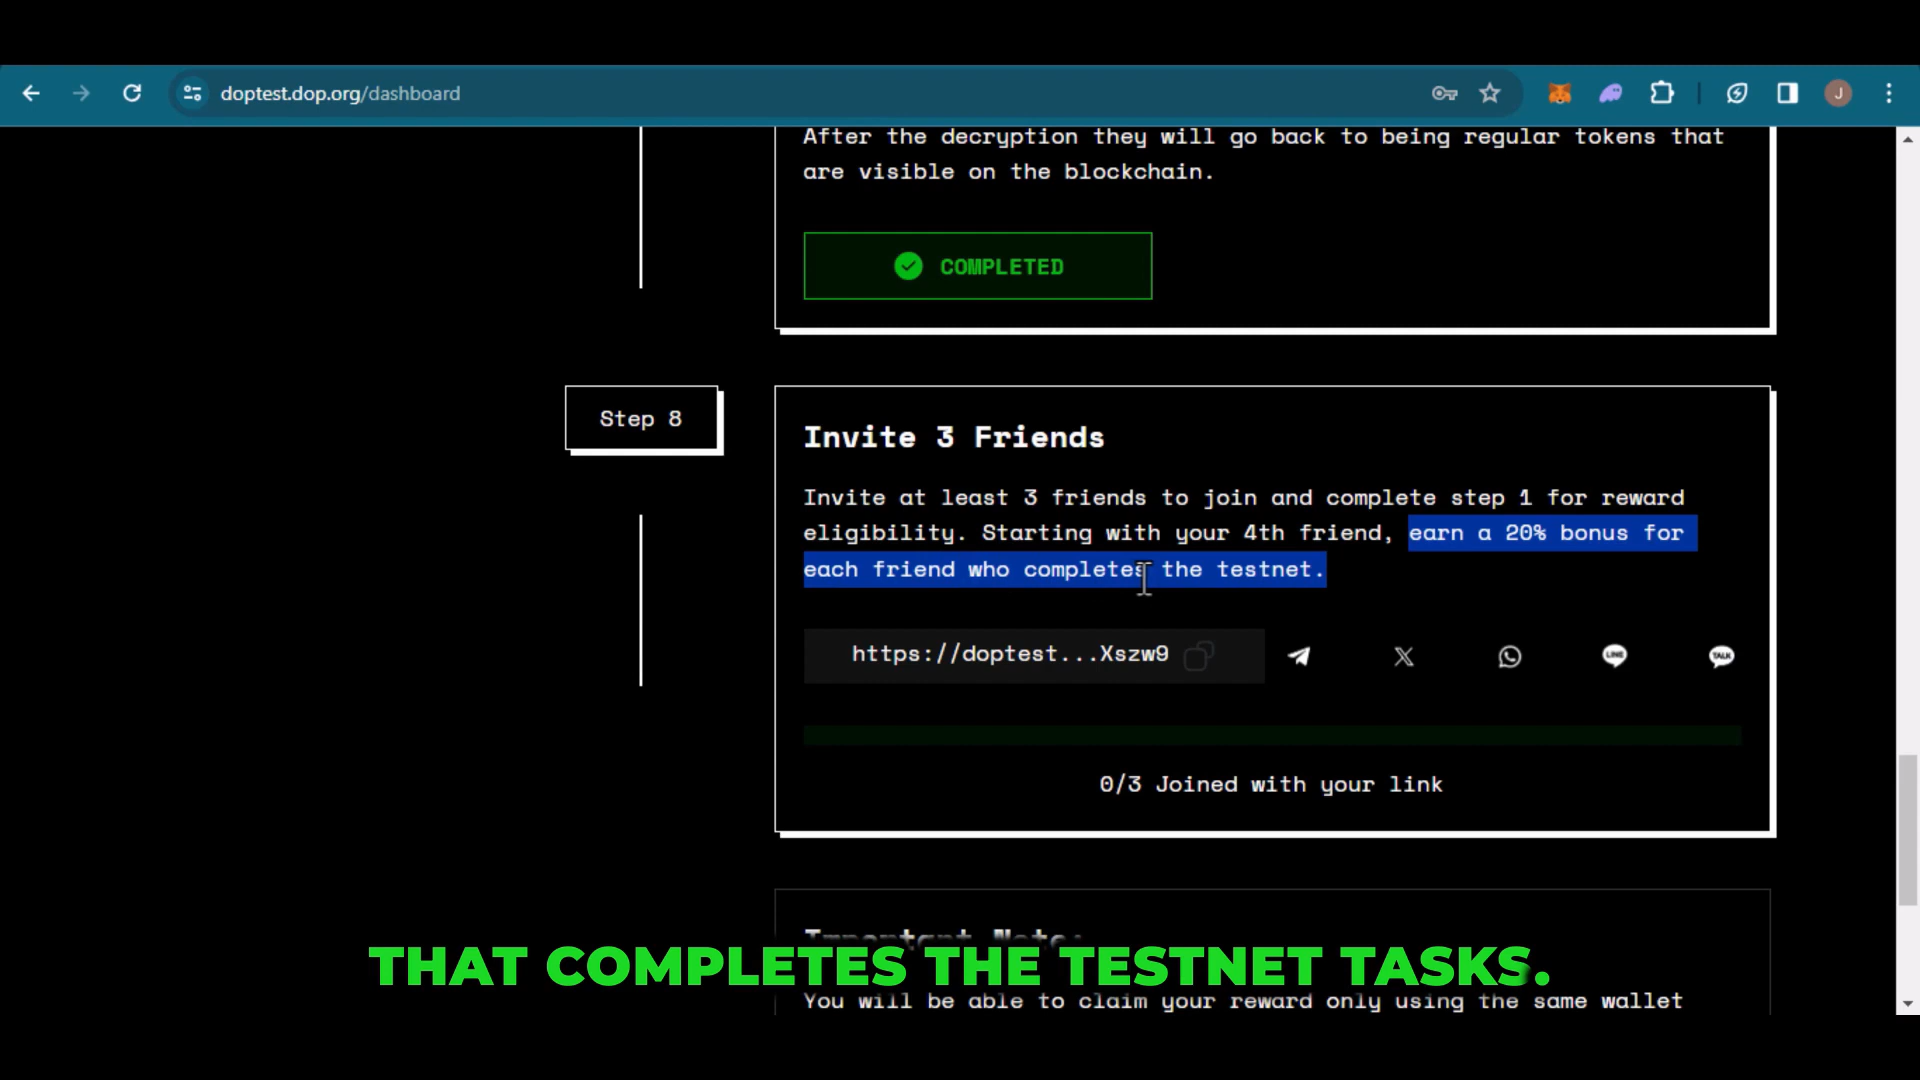 doptest.dop.org/dashboard
J
After the decryption they will go back to being regular tokens that
are visible on the blockchain.
COMPLETED
Step 8
Invite 3 Friends
Invite at least 3 friends to join and complete step 1 for reward
eligibility. Starting with your 4th friend, earn a 20% bonus for
each friend who completes the testnet.
https://doptest...Xszw9
LINE
TALK
0/3 Joined with your link
Important Note:
THAT COMPLETES THE TESTNET TASKS.
You will be able to claim your reward only using the same wallet